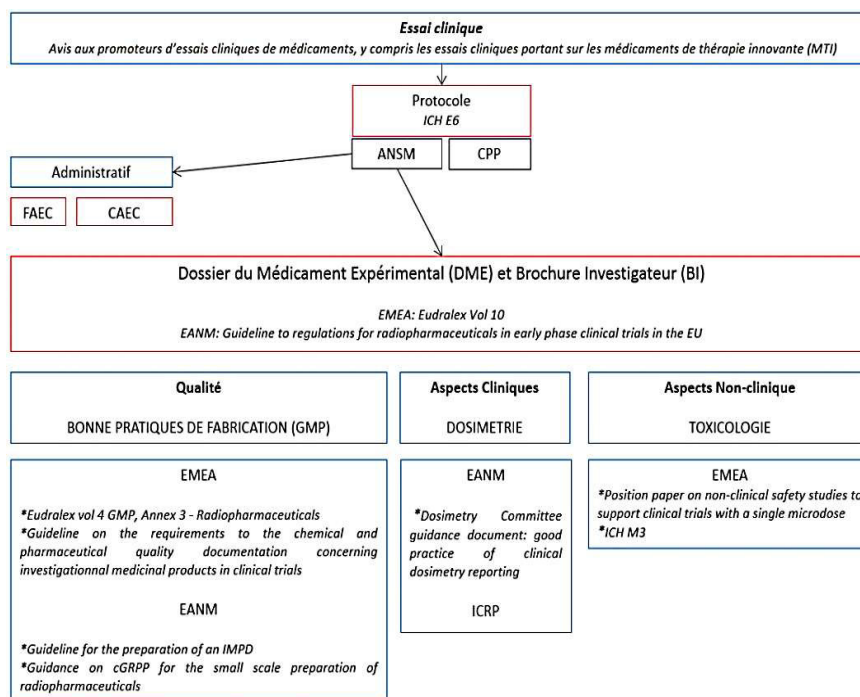 Essai clinique
Avis aux promoteurs d'essais cliniques de médicaments, y compris les essais cliniques portant sur les médicaments de thérapie innovante (MTI)
Protocole
ICH E6
ANSM
CPP
Administratif
FAEC
CAEC
Dossier du Médicament Expérimental (DME) et Brochure Investigateur (BI)
EMEA: Eudralex Vol 10
EANM: Guideline to regulations for radiopharmaceuticals in early phase clinical trials in the EU
Qualité
BONNE PRATIQUES DE FABRICATION (GMP)
Aspects Cliniques
DOSIMETRIE
Aspects Non-clinique
TOXICOLOGIE
EMEA
*Eudralex vol 4 GMP, Annex 3 - Radiopharmaceuticals
*Guideline on the requirements to the chemical and
pharmaceutical quality documentation concerning
investigationnal medicinal products in clinical trials
EANM
*Guideline for the preparation of an IMPD
*Guidance on cGRPP for the small scale preparation of
radiopharmaceuticals
EANM
*Dosimetry Committee
guidance document: good
practice of clinical
dosimetry reporting
ICRP
EMEA
*Position paper on non-clinical safety studies to
support clinical trials with a single microdose
*ICH M3